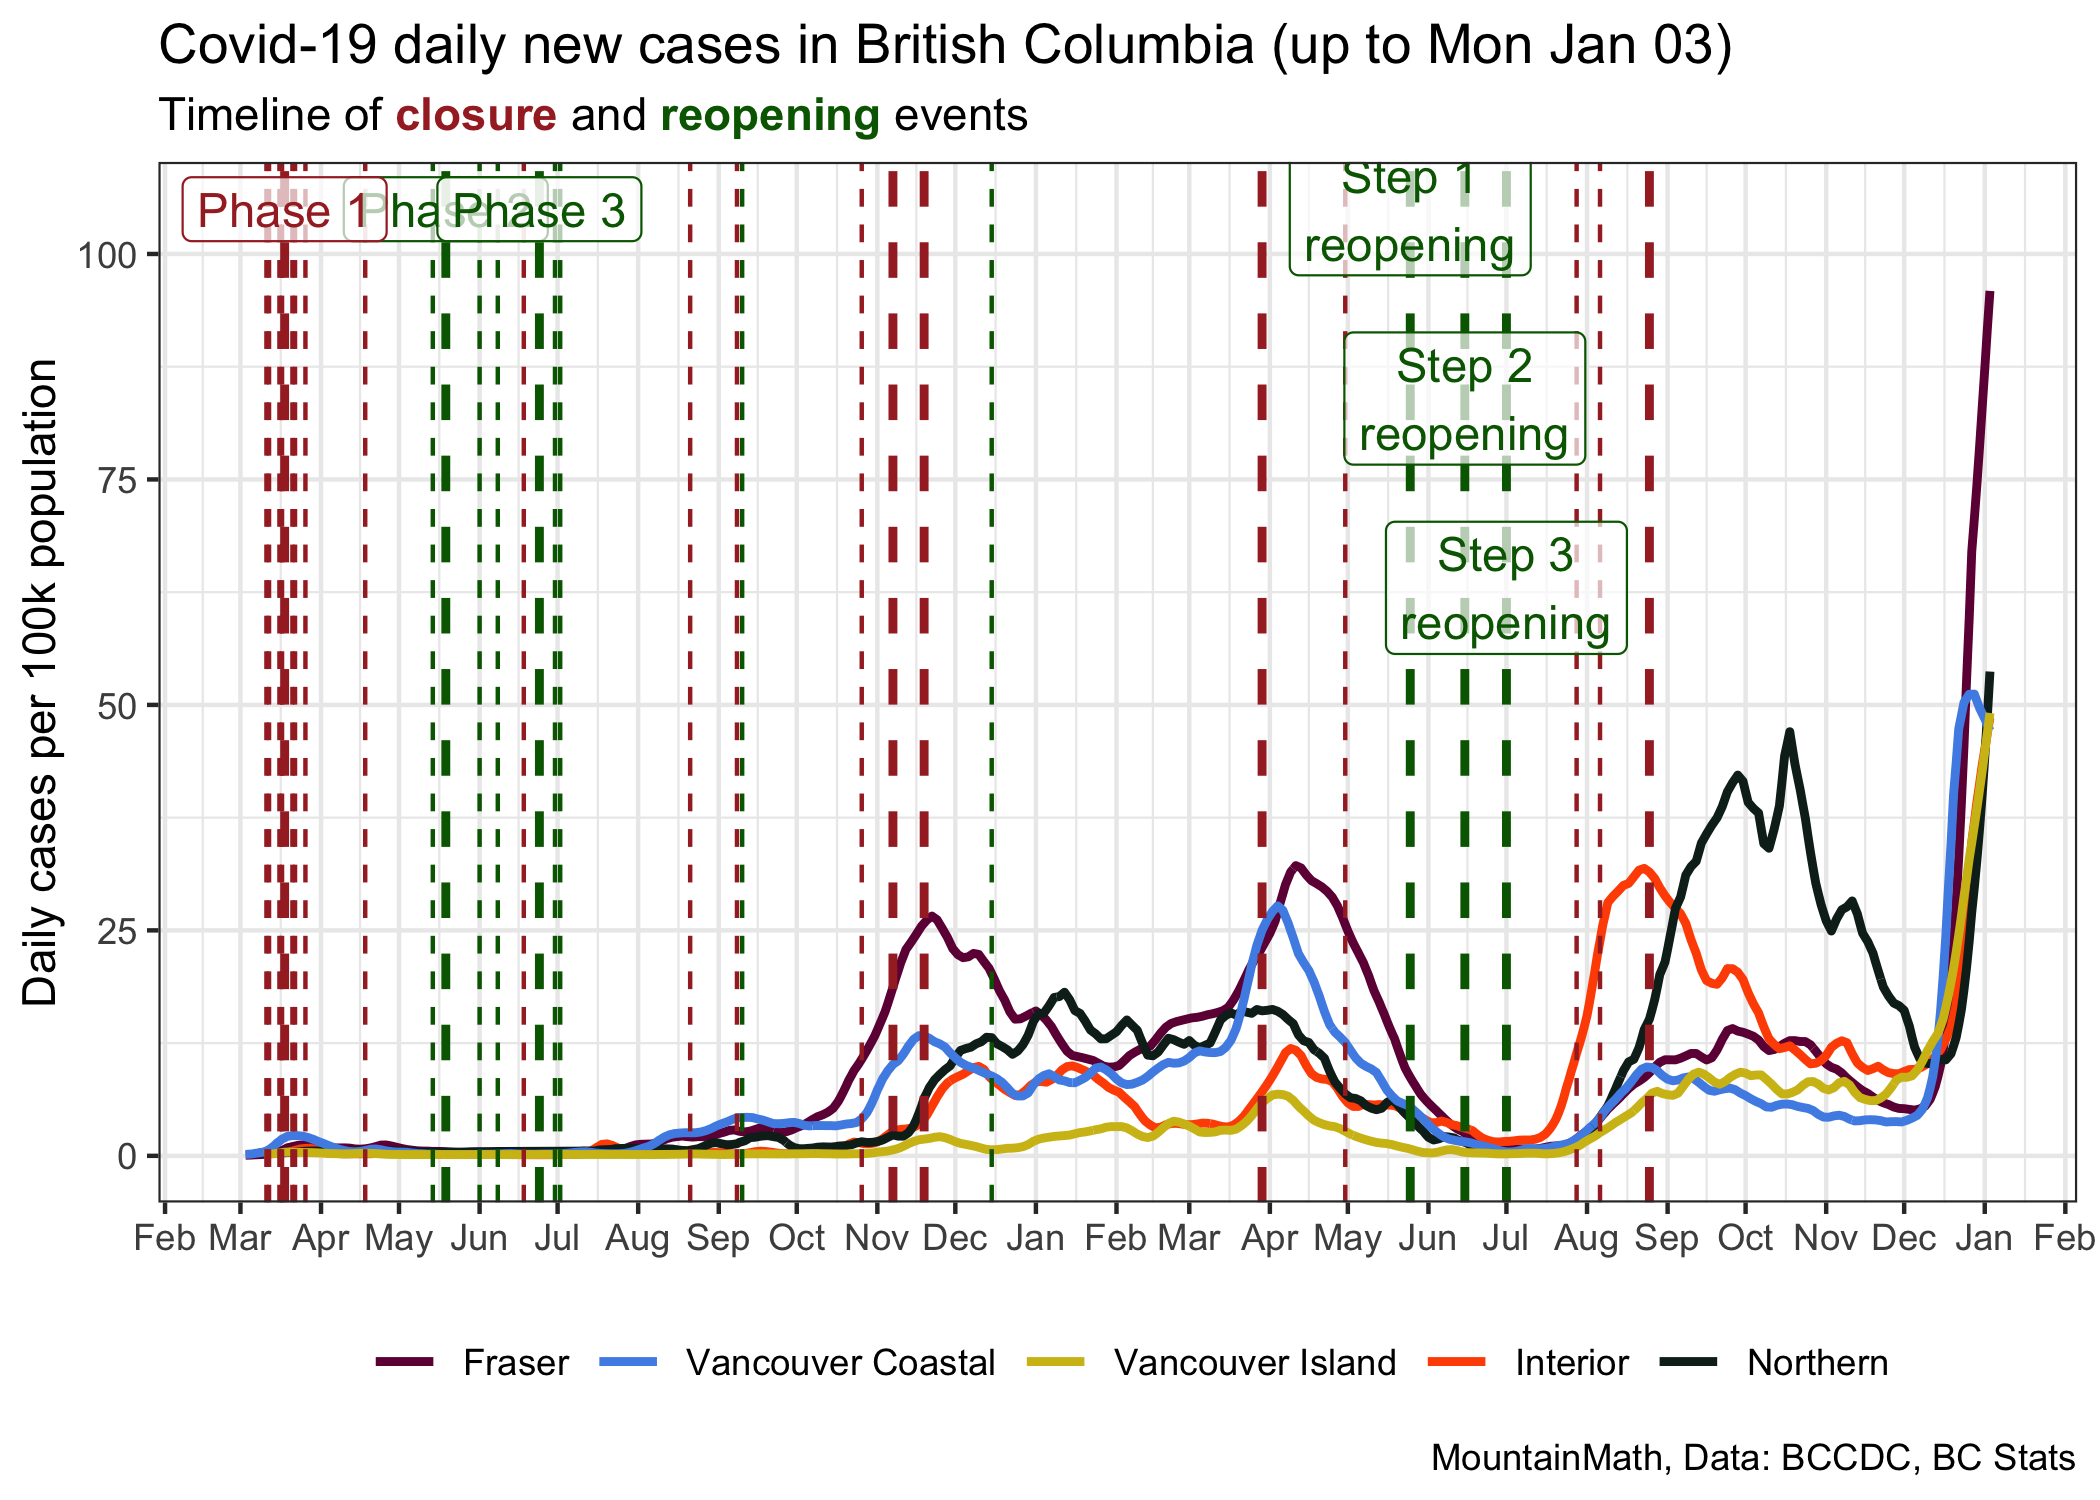 Covid-19 daily new cases in British Columbia (up to Mon Jan 03)
Timeline of closure and reopening events
Daily cases per 100k population
100
75
50
25
0
Phase 1
Phase 2
Phase 3
Step 1
reopening
Step 2
reopening
Step 3
reopening
Feb Mar Apr May Jun Jul Aug Sep Oct Nov Dec Jan Feb Mar Apr May Jun Jul Aug Sep Oct Nov Dec Jan Feb
Fraser Vancouver Coastal Vancouver Island Interior Northern
MountainMath, Data: BCCDC, BC Stats